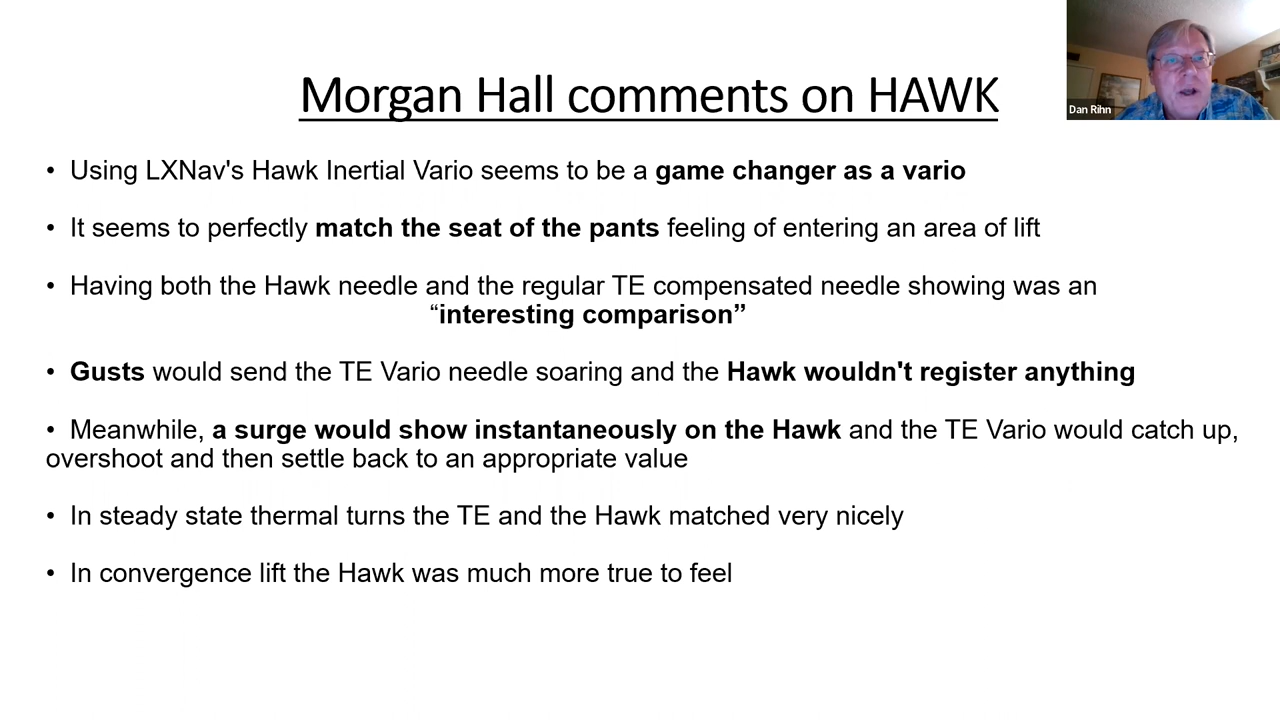 Morgan Hall comments on HAWK
Dan Rihn
• Using LXNav's Hawk Inertial Vario seems to be a game changer as a vario
• It seems to perfectly match the seat of the pants feeling of entering an area of lift
• Having both the Hawk needle and the regular TE compensated needle showing was an
“interesting comparison”
• Gusts would send the TE Vario needle soaring and the Hawk wouldn't register anything
• Meanwhile, a surge would show instantaneously on the Hawk and the TE Vario would catch up,
overshoot and then settle back to an appropriate value
• In steady state thermal turns the TE and the Hawk matched very nicely
• In convergence lift the Hawk was much more true to feel